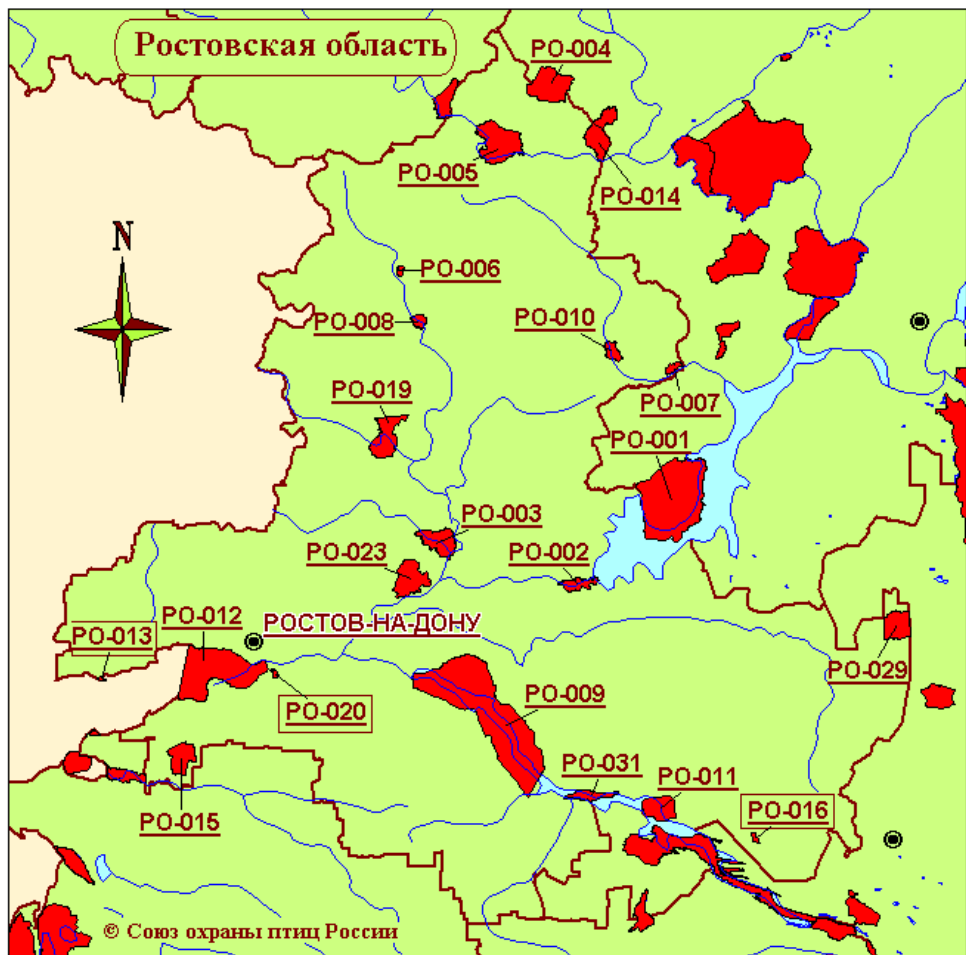 Ростовская область
РО-004
РО-005
РО-014
N
РО-006
РО-008
РО-010
РО-019
РО-007
РО-001
РО-003
РО-023
РО-002
РО-012
РОСТОВ-НА-ДОНУ
РО-013
РО-029
РО-020
РО-009
РО-031
РО-011
РО-016
РО-015
© Союз охраны птиц России